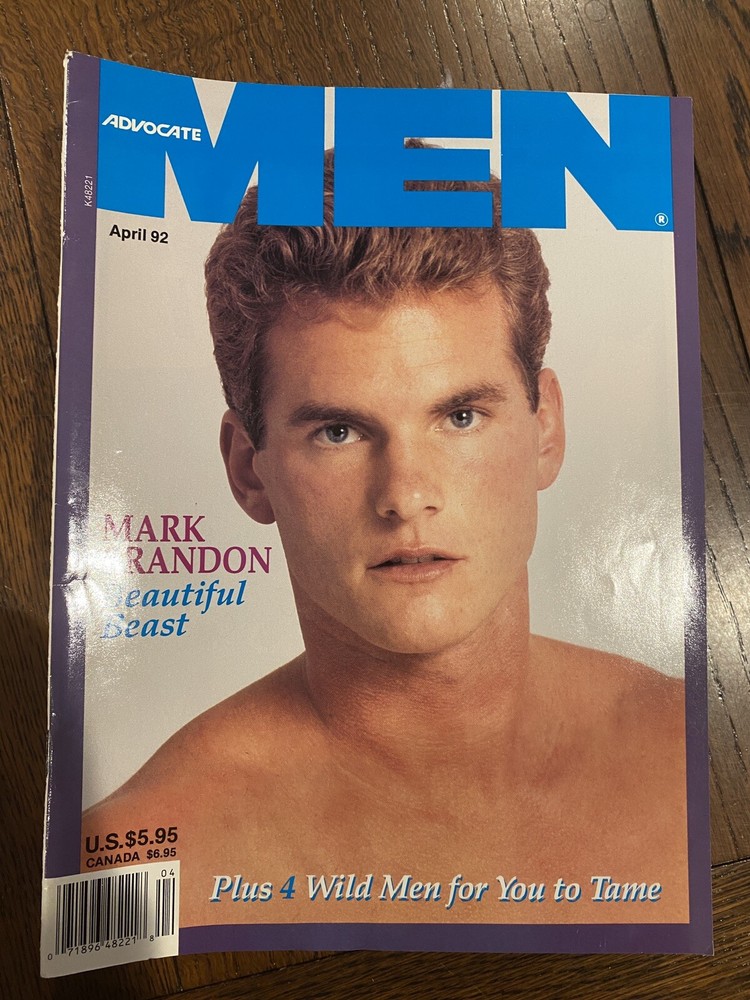 ADVOCATE
MEN
®
K48221
April 92
MARK
BRANDON
Beautiful
Beast
U.S.$5.95
CANADA $6.95
04
0 71896 48221 8
Plus 4 Wild Men for You to Tame